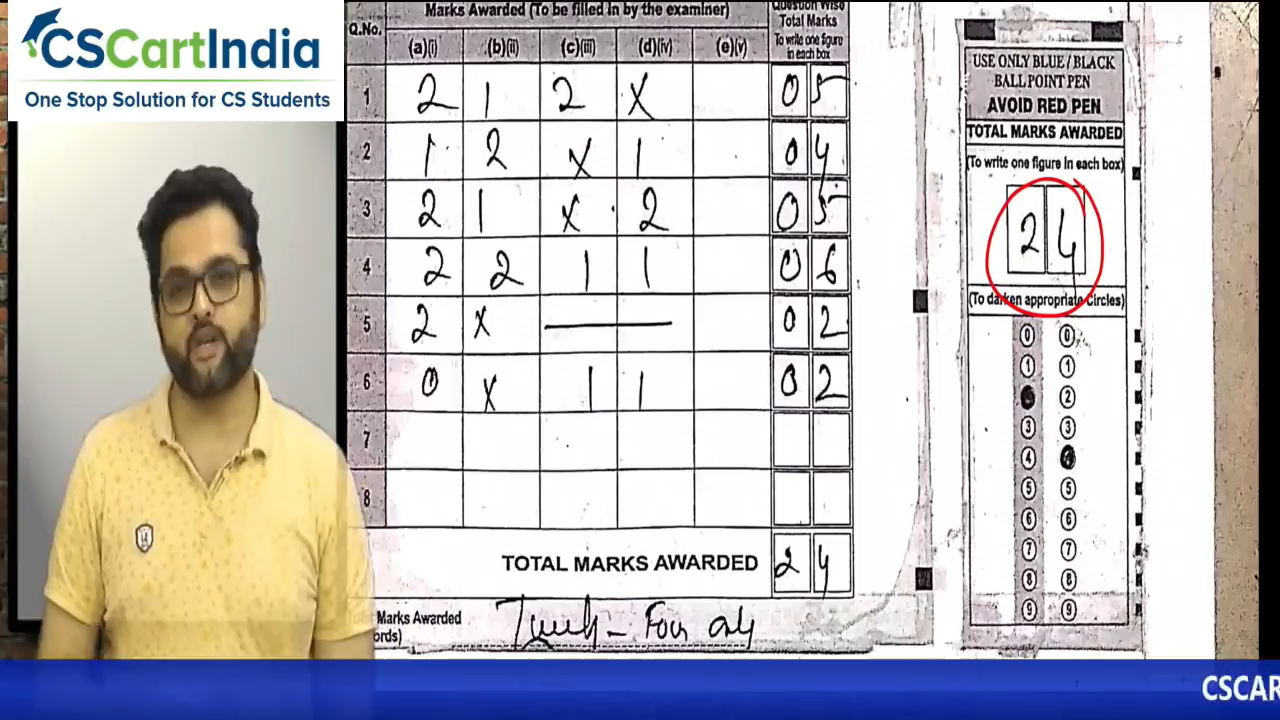 CSCartIndia
One Stop Solution for CS Students
Q.No.
Marks Awarded (To be filled in by the examiner)
Question Wise
Total Marks
To write one figure
in each box
(a)(i) (b)(ii) (c)(iii) (d)(iv) (e)(v)
1 2 1 2 X 0 5
2 1 2 X 1 0 4
3 2 1 X 2 0 5
4 2 2 1 1 0 6
5 2 X 0 2
6 0 X 1 1 0 2
7
8
TOTAL MARKS AWARDED 2 4
Marks Awarded
Twenty - Four only
USE ONLY BLUE / BLACK
BALL POINT PEN
AVOID RED PEN
TOTAL MARKS AWARDED
(To write one figure in each box)
2 4
(To darken appropriate Circles)
0 0
1 1
2
3 3
4
5 5
6 6
7 7
8 8
9 9
CSCAR